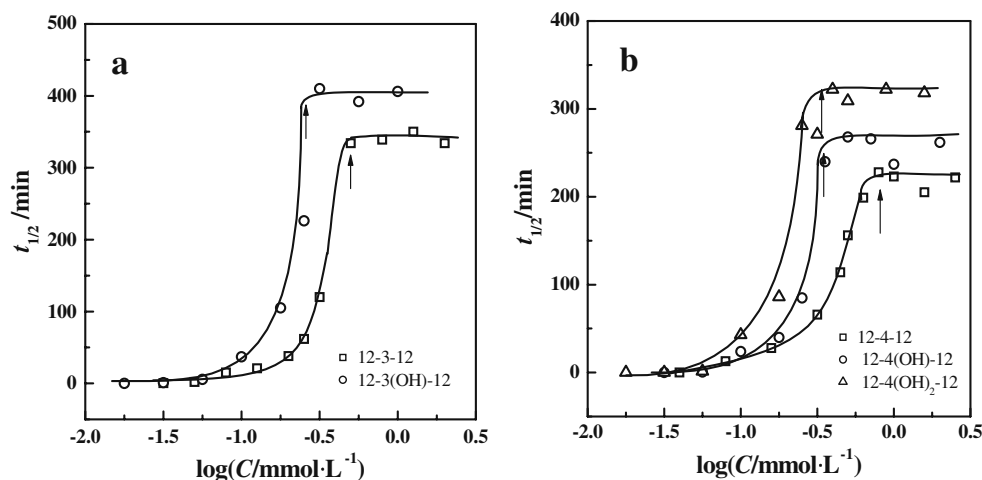 a
500
400
300
200
100
0
t1/2/min
-2.0 -1.5 -1.0 -0.5 0.0 0.5
log(C/mmol·L-1)
12-3-12
12-3(OH)-12
b
400
300
200
100
0
t1/2/min
-2.0 -1.5 -1.0 -0.5 0.0 0.5
log(C/mmol·L-1)
12-4-12
12-4(OH)-12
12-4(OH)2-12